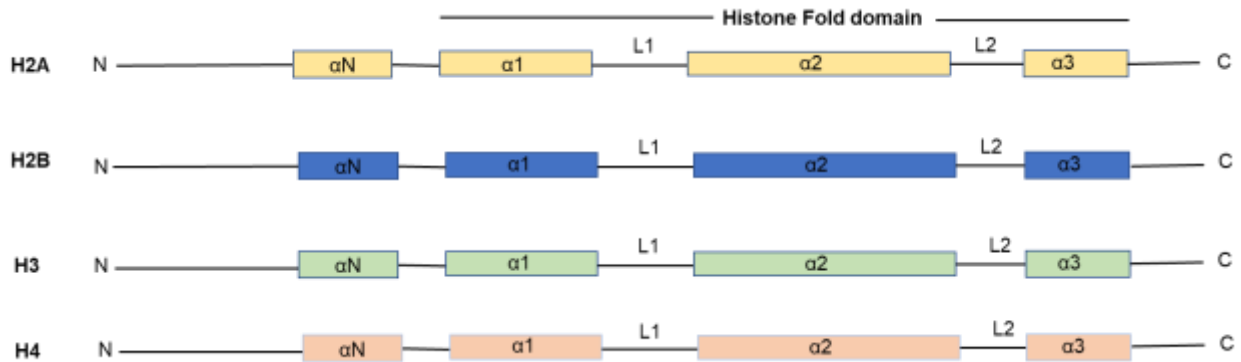 Histone Fold domain
H2A N αN α1 L1 α2 L2 α3 C
H2B N αN α1 L1 α2 L2 α3 C
H3 N αN α1 L1 α2 L2 α3 C
H4 N αN α1 L1 α2 L2 α3 C